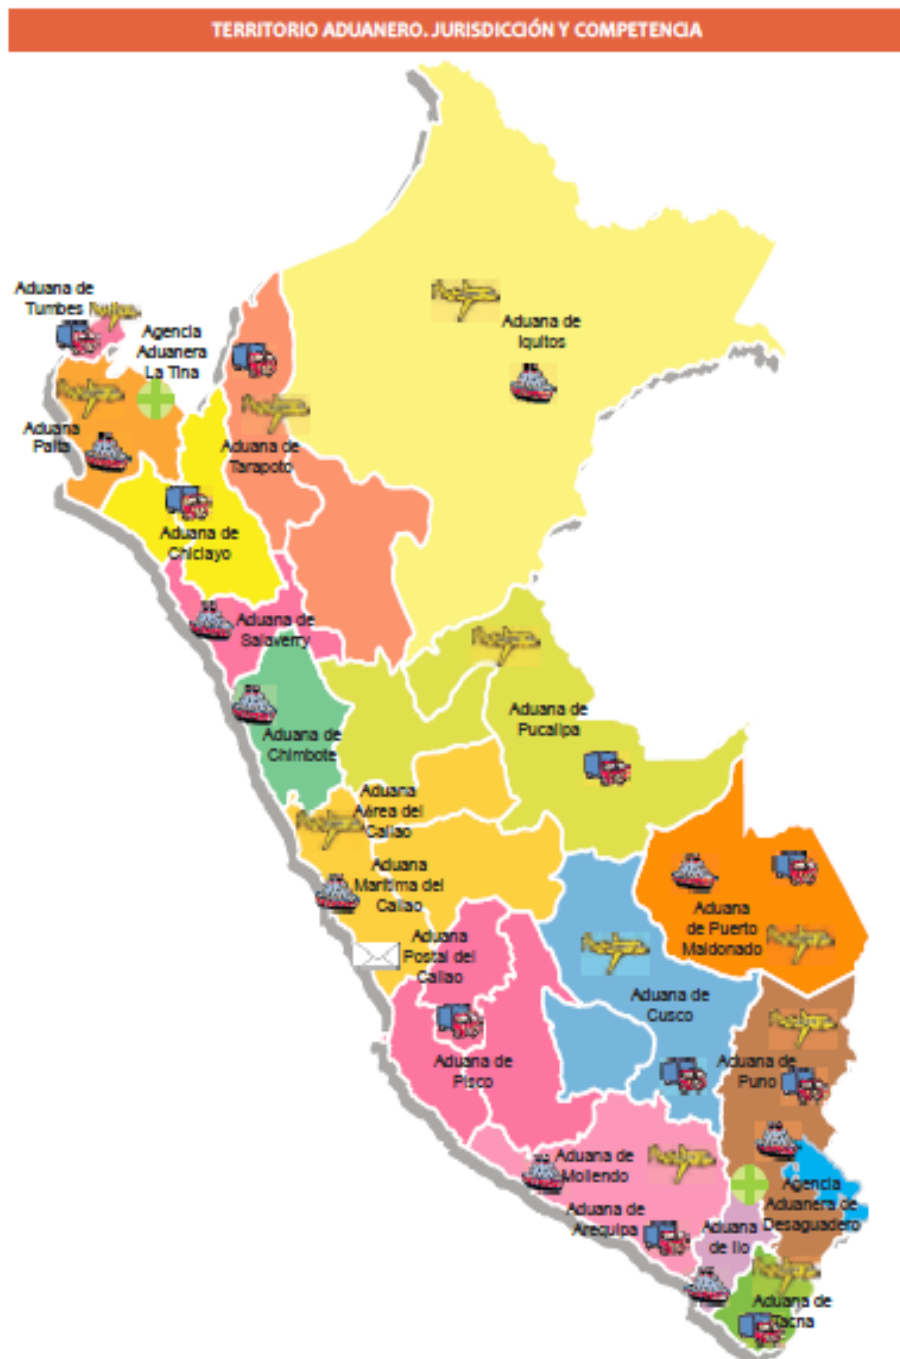 TERRITORIO ADUANERO. JURISDICCIÓN Y COMPETENCIA
Aduana de
Tumbes
Agencia
Aduanera
La Tina
Aduana de
Iquitos
Aduana
Paita
Aduana de
Tarapoto
Aduana de
Chiclayo
Aduana de
Salaverry
Aduana de
Chimbote
Aduana de
Pucallpa
Aduana
Aérea del
Callao
Aduana
Marítima del
Callao
Aduana
de Puerto
Maldonado
Aduana
Postal del
Callao
Aduana de
Cusco
Aduana de
Pisco
Aduana de
Puno
Aduana de
Mollendo
Agencia
Aduanera de
Desaguadero
Aduana de
Arequipa
Aduana
de Ilo
Aduana de
Tacna